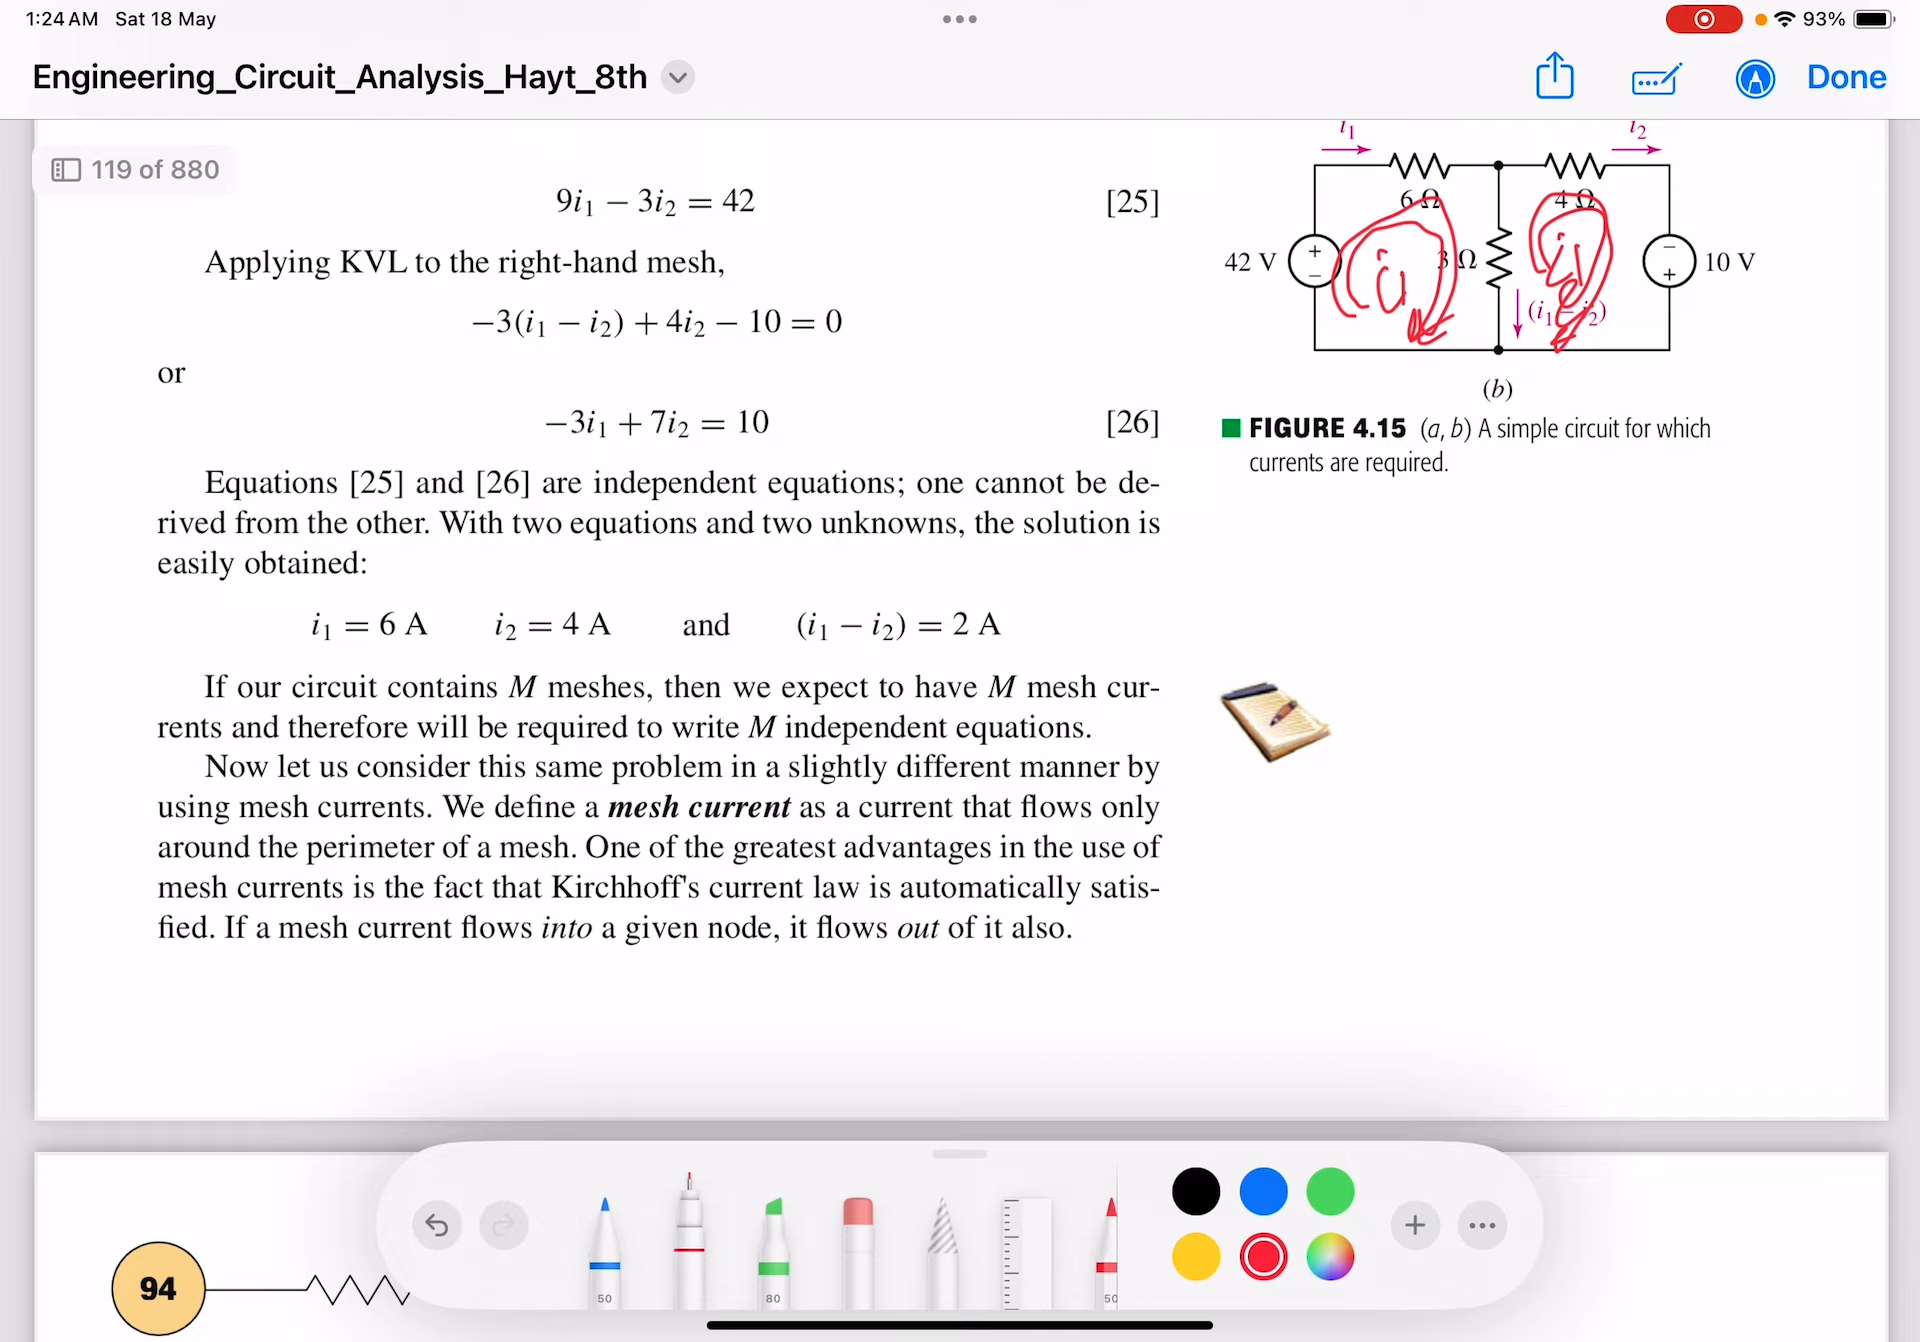 1:24 AM Sat 18 May
93%
Engineering_Circuit_Analysis_Hayt_8th
Done
119 of 880
9i₁ − 3i₂ = 42 [25]
Applying KVL to the right-hand mesh,
−3(i₁ − i₂) + 4i₂ − 10 = 0
or
−3i₁ + 7i₂ = 10 [26]
Equations [25] and [26] are independent equations; one cannot be de-
rived from the other. With two equations and two unknowns, the solution is
easily obtained:
i₁ = 6 A i₂ = 4 A and (i₁ − i₂) = 2 A
If our circuit contains M meshes, then we expect to have M mesh cur-
rents and therefore will be required to write M independent equations.
Now let us consider this same problem in a slightly different manner by
using mesh currents. We define a mesh current as a current that flows only
around the perimeter of a mesh. One of the greatest advantages in the use of
mesh currents is the fact that Kirchhoff's current law is automatically satis-
fied. If a mesh current flows into a given node, it flows out of it also.
i₁ i₂
6 Ω 4 Ω
42 V + − 3 Ω − + 10 V
i₁
(i₁ − i₂)
(b)
FIGURE 4.15 (a, b) A simple circuit for which
currents are required.
94
50 80 50